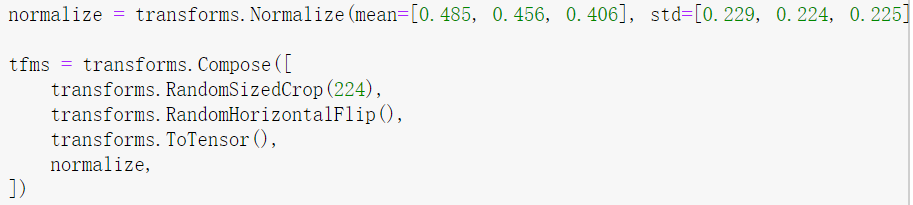 normalize = transforms.Normalize(mean=[0.485, 0.456, 0.406], std=[0.229, 0.224, 0.225]
tfms = transforms.Compose([
    transforms.RandomSizedCrop(224),
    transforms.RandomHorizontalFlip(),
    transforms.ToTensor(),
    normalize,
])